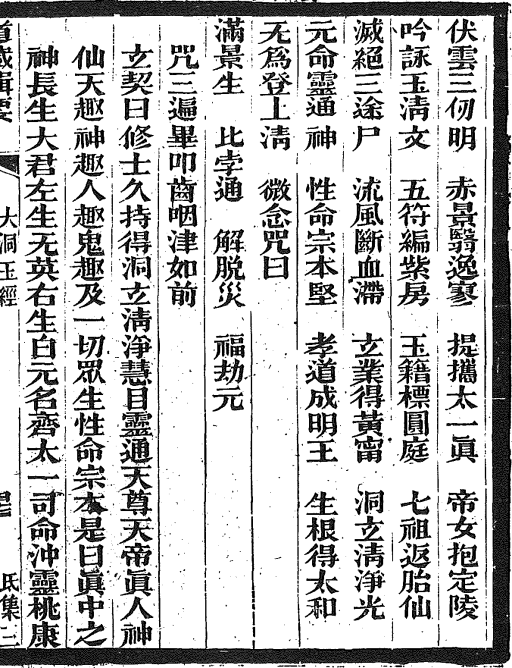 伏雲三仞明　赤景翳逸寥　提攜太一眞　帝女抱定陵
吟詠玉淸文　五符編紫房　玉籍標圓庭　七祖返胎仙
滅絕三途尸　流風斷血滯　玄業得黃甯　洞玄淸淨光
元命靈通神　性命宗本堅　孝道成明王　生根得太和
无爲登上淸　微念咒曰
滿景生　比孛通　解脫災　福劫元
咒三遍畢叩齒咽津如前
玄契曰修士久持得洞玄淸淨慧目靈通天尊天帝眞人神
仙天趣神趣人趣鬼趣及一切眾生性命宗本是曰眞中之
神長生大君左生无英右生白元名齊太一司命沖靈桃康
道藏輯要　大洞玉經　氐集二